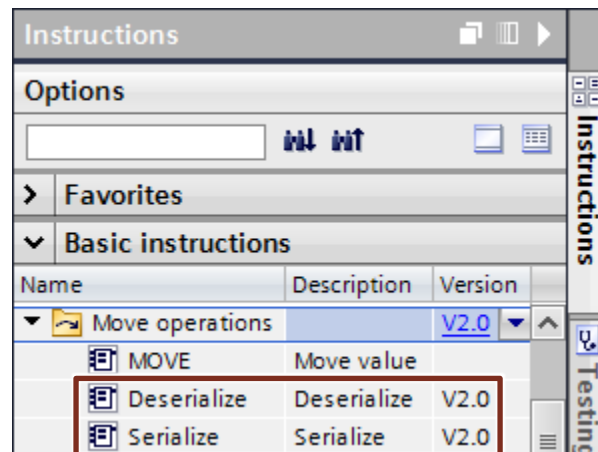 Instructions
Options
Favorites
Basic instructions
Name Description Version
Move operations V2.0
MOVE Move value
Deserialize Deserialize V2.0
Serialize Serialize V2.0
Instructions
Testing